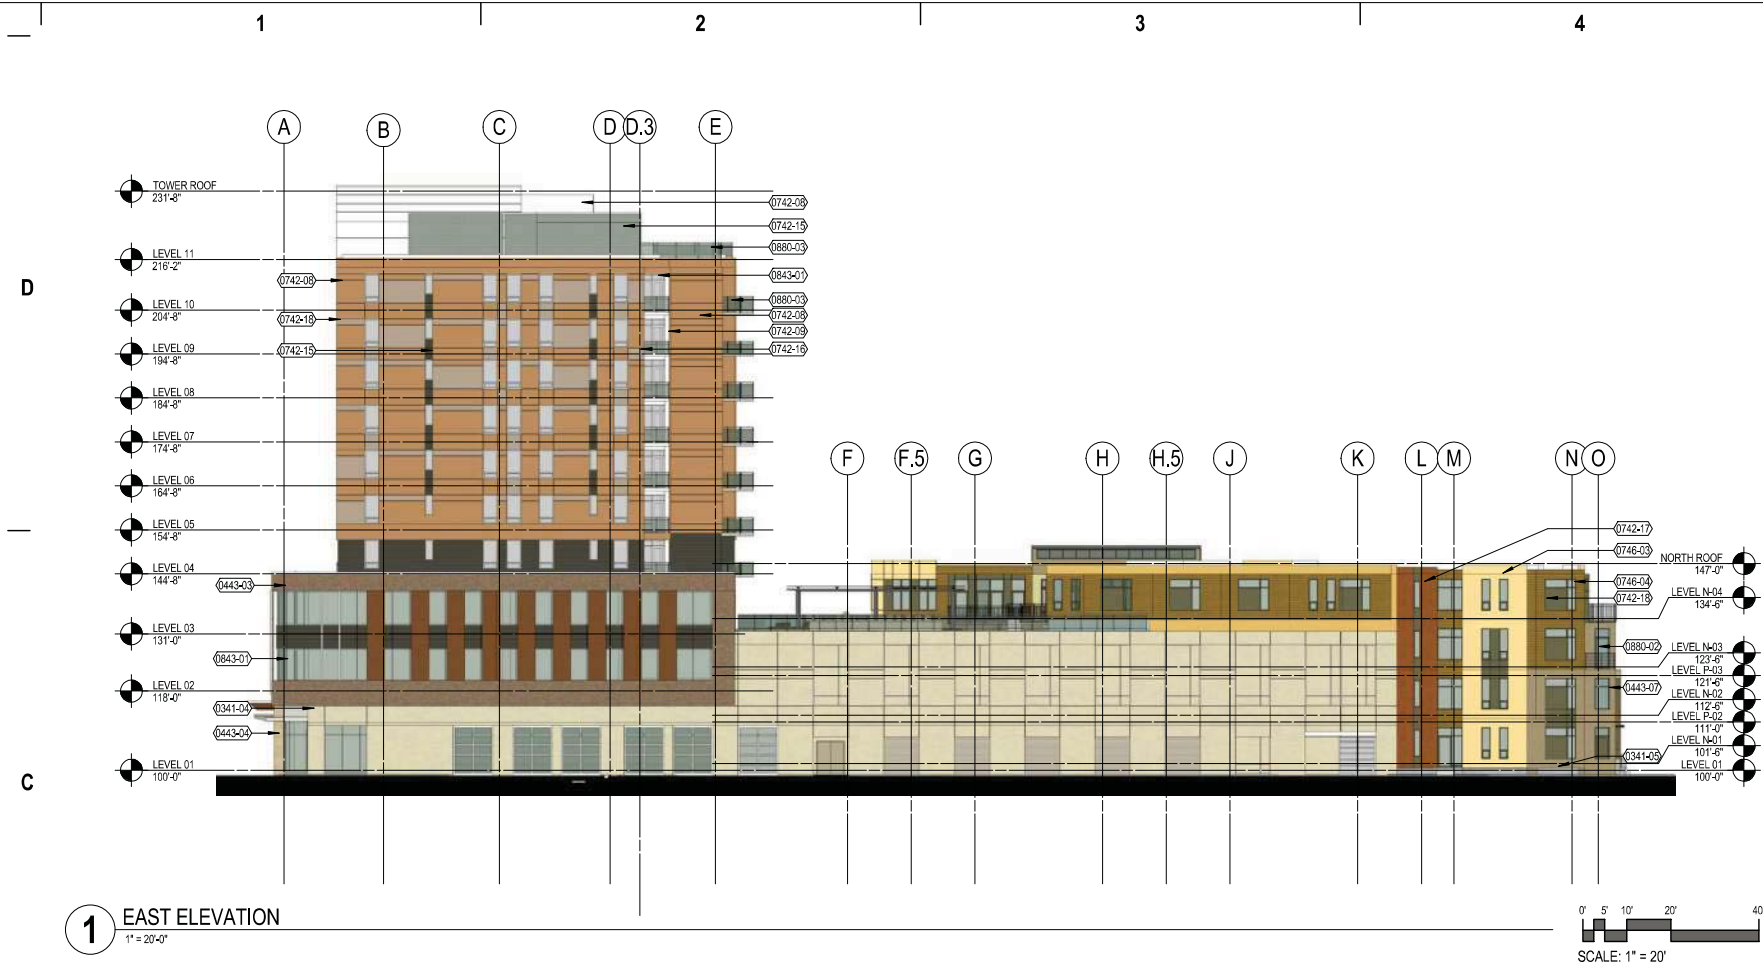 1 2 3 4
D
C
A B C D D.3 E
TOWER ROOF
231'-8"
LEVEL 11
216'-2"
LEVEL 10
204'-8"
LEVEL 09
194'-8"
LEVEL 08
184'-8"
LEVEL 07
174'-8"
LEVEL 06
164'-8"
LEVEL 05
154'-8"
LEVEL 04
144'-8"
LEVEL 03
131'-0"
LEVEL 02
118'-0"
LEVEL 01
100'-0"
0742-08
0742-18
0742-15
0443-03
0843-01
0341-04
0443-04
0742-08
0742-15
0880-03
0843-01
0880-03
0742-08
0742-09
0742-16
F F.5 G H H.5 J K L M N O
0742-17
0746-03
0746-04
0742-18
0880-02
0443-07
0341-05
NORTH ROOF
147'-0"
LEVEL N-04
134'-6"
LEVEL N-03
123'-6"
LEVEL P-03
121'-6"
LEVEL N-02
112'-6"
LEVEL P-02
111'-0"
LEVEL N-01
101'-6"
LEVEL 01
100'-0"
1 EAST ELEVATION
1" = 20'-0"
0' 5' 10' 20' 40
SCALE: 1" = 20'